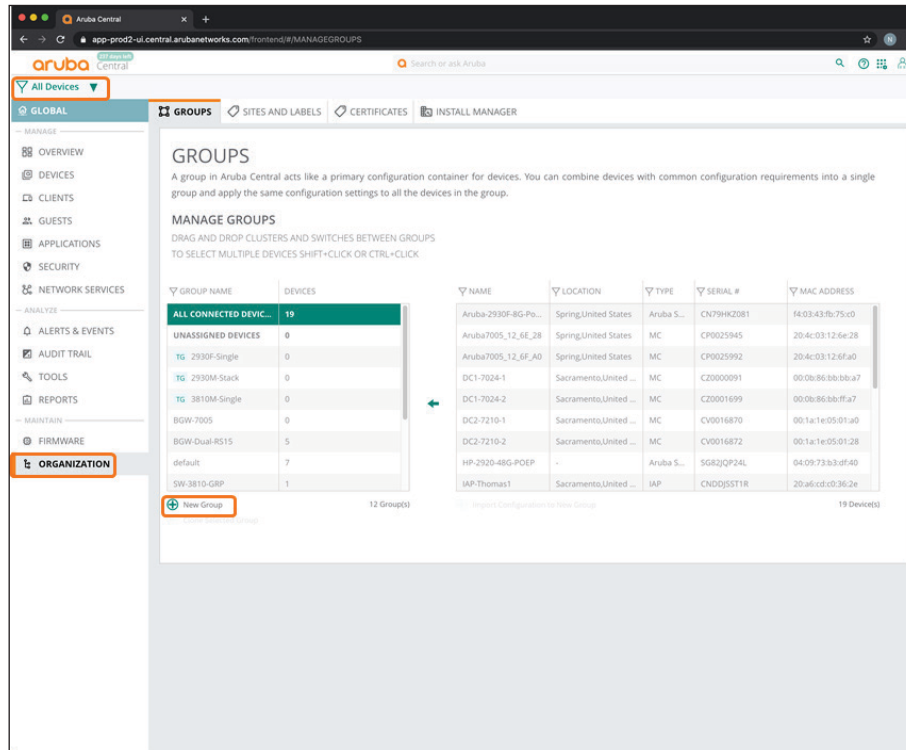 Aruba Central
app-prod2-ui.central.arubanetworks.com/frontend/#/MANAGEGROUPS
N
aruba Central
Search or ask Aruba
All Devices
GLOBAL
GROUPS SITES AND LABELS CERTIFICATES INSTALL MANAGER
MANAGE
OVERVIEW
DEVICES
CLIENTS
GUESTS
APPLICATIONS
SECURITY
NETWORK SERVICES
ANALYZE
ALERTS & EVENTS
AUDIT TRAIL
TOOLS
REPORTS
MAINTAIN
FIRMWARE
ORGANIZATION
GROUPS
A group in Aruba Central acts like a primary configuration container for devices. You can combine devices with common configuration requirements into a single
group and apply the same configuration settings to all the devices in the group.
MANAGE GROUPS
DRAG AND DROP CLUSTERS AND SWITCHES BETWEEN GROUPS
TO SELECT MULTIPLE DEVICES SHIFT+CLICK OR CTRL+CLICK
GROUP NAME DEVICES
ALL CONNECTED DEVIC... 19
UNASSIGNED DEVICES 0
TG 2930F-Single 0
TG 2930M-Stack 0
TG 3810M-Single 0
BGW-7005 0
BGW-Dual-RS15 5
default 7
SW-3810-GRP 1
New Group 12 Group(s)
Clone Selected Group
NAME LOCATION TYPE SERIAL # MAC ADDRESS
Aruba-2930F-8G-Po... Spring,United States Aruba S... CN79HKZ081 f4:03:43:fb:75:c0
Aruba7005_12_6E_28 Spring,United States MC CP0025945 20:4c:03:12:6e:28
Aruba7005_12_6F_A0 Spring,United States MC CP0025992 20:4c:03:12:6f:a0
DC1-7024-1 Sacramento,United ... MC CZ0000091 00:0b:86:bb:bb:a7
DC1-7024-2 Sacramento,United ... MC CZ0001699 00:0b:86:bb:ff:a7
DC2-7210-1 Sacramento,United ... MC CV0016870 00:1a:1e:05:01:a0
DC2-7210-2 Sacramento,United ... MC CV0016872 00:1a:1e:05:01:28
HP-2920-48G-POEP - Aruba S... SG82JQP24L 04:09:73:b3:df:40
IAP-Thomas1 Sacramento,United ... IAP CNDDJSST1R 20:a6:cd:c0:36:2e
Import Configuration to New Group 19 Device(s)